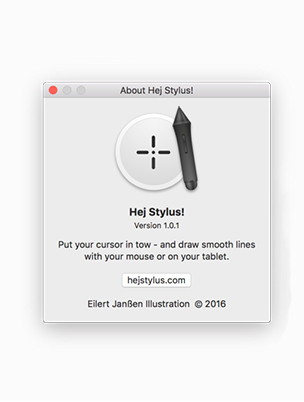 About Hej Stylus!
Hej Stylus!
Version 1.0.1
Put your cursor in tow - and draw smooth lines
with your mouse or on your tablet.
hejstylus.com
Eilert Janßen Illustration © 2016